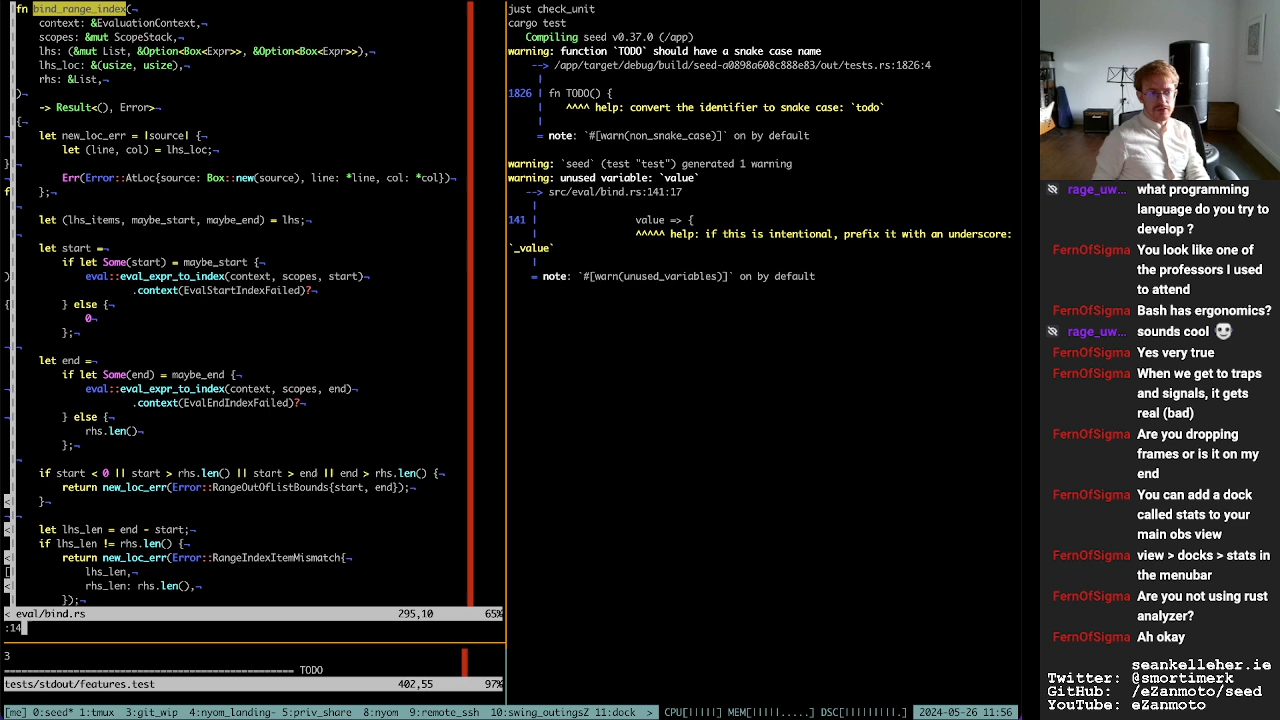 fn bind_range_index(¬
context: &EvaluationContext,¬
scopes: &mut ScopeStack,¬
lhs: (&mut List, &Option<Box<Expr>>, &Option<Box<Expr>>),¬
lhs_loc: &(usize, usize),¬
rhs: &List,¬
)¬
-> Result<(), Error>¬
{¬
let new_loc_err = |source| {¬
let (line, col) = lhs_loc;¬
¬
Err(Error::AtLoc{source: Box::new(source), line: *line, col: *col})¬
};¬
¬
let (lhs_items, maybe_start, maybe_end) = lhs;¬
¬
let start =¬
if let Some(start) = maybe_start {¬
eval::eval_expr_to_index(context, scopes, start)¬
.context(EvalStartIndexFailed)?¬
} else {¬
0¬
};¬
¬
let end =¬
if let Some(end) = maybe_end {¬
eval::eval_expr_to_index(context, scopes, end)¬
.context(EvalEndIndexFailed)?¬
} else {¬
rhs.len()¬
};¬
¬
if start < 0 || start > rhs.len() || start > end || end > rhs.len() {¬
return new_loc_err(Error::RangeOutOfListBounds{start, end});¬
}¬
¬
let lhs_len = end - start;¬
if lhs_len != rhs.len() {¬
return new_loc_err(Error::RangeIndexItemMismatch{¬
lhs_len,¬
rhs_len: rhs.len(),¬
});¬
< eval/bind.rs 295,10 65%
:14
3
================================================== TODO
tests/stdout/features.test 402,55 97%
just check_unit
cargo test
Compiling seed v0.37.0 (/app)
warning: function `TODO` should have a snake case name
--> /app/target/debug/build/seed-a0898a608c888e83/out/tests.rs:1826:4
|
1826 | fn TODO() {
| ^^^^ help: convert the identifier to snake case: `todo`
|
= note: `#[warn(non_snake_case)]` on by default
warning: `seed` (test "test") generated 1 warning
warning: unused variable: `value`
--> src/eval/bind.rs:141:17
|
141 | value => {
| ^^^^^ help: if this is intentional, prefix it with an underscore:
`_value`
|
= note: `#[warn(unused_variables)]` on by default
rage_uw... what programming
language do you try to
develop ?
FernOfSigma You look like one of
the professors I used
to attend
FernOfSigma Bash has ergonomics?
rage_uw... sounds cool
FernOfSigma Yes very true
FernOfSigma When we get to traps
and signals, it gets
real (bad)
FernOfSigma Are you dropping
frames or is it on my
end
FernOfSigma You can add a dock
called stats to your
main obs view
FernOfSigma view > docks > stats in
the menubar
FernOfSigma Are you not using rust
analyzer?
FernOfSigma Ah okay
seankelleher.ie
Twitter: @smortimerk
GitHub: /ezanmoto/seed
[me] 0:seed* 1:tmux 3:git_wip 4:nyom_landing- 5:priv_share 8:nyom 9:remote_ssh 10:swing_outingsZ 11:dock > CPU[|||||] MEM[|||||.....] DSC[|||||||||.] 2024-05-26 11:56